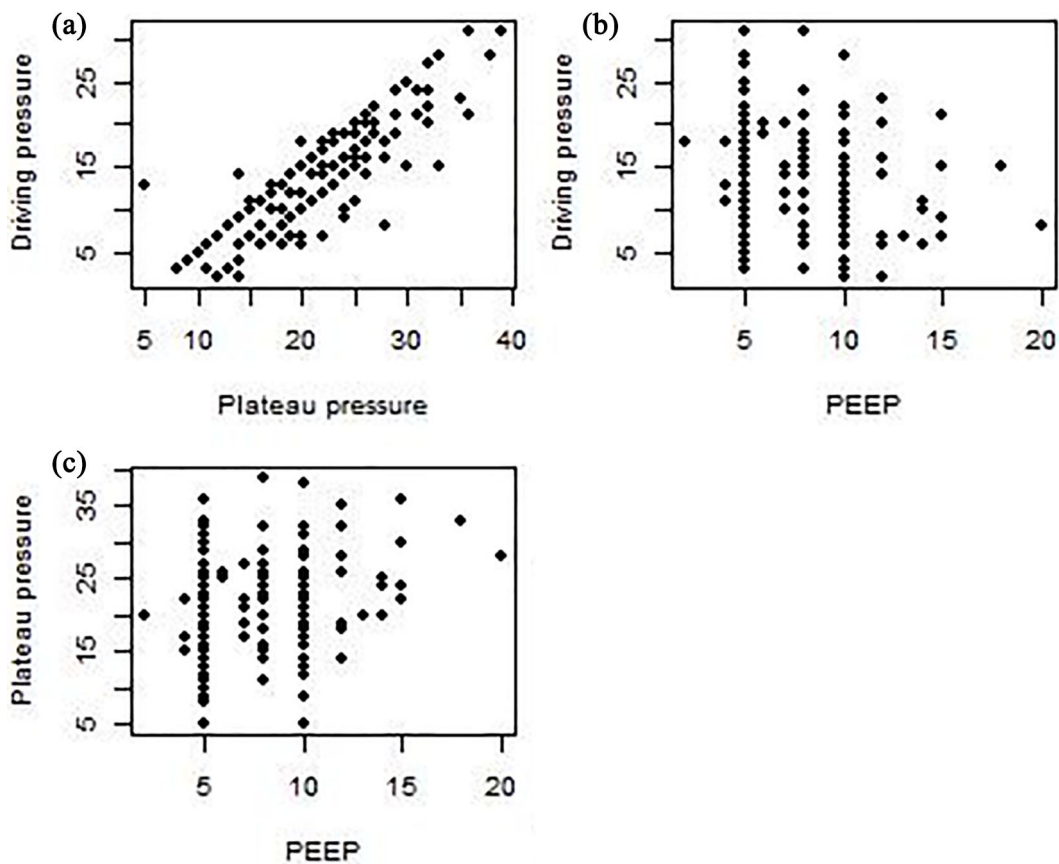 (a)
Driving pressure
5 15 25
5 10 20 30 40
Plateau pressure
(b)
Driving pressure
5 15 25
5 10 15 20
PEEP
(c)
Plateau pressure
5 15 25 35
5 10 15 20
PEEP